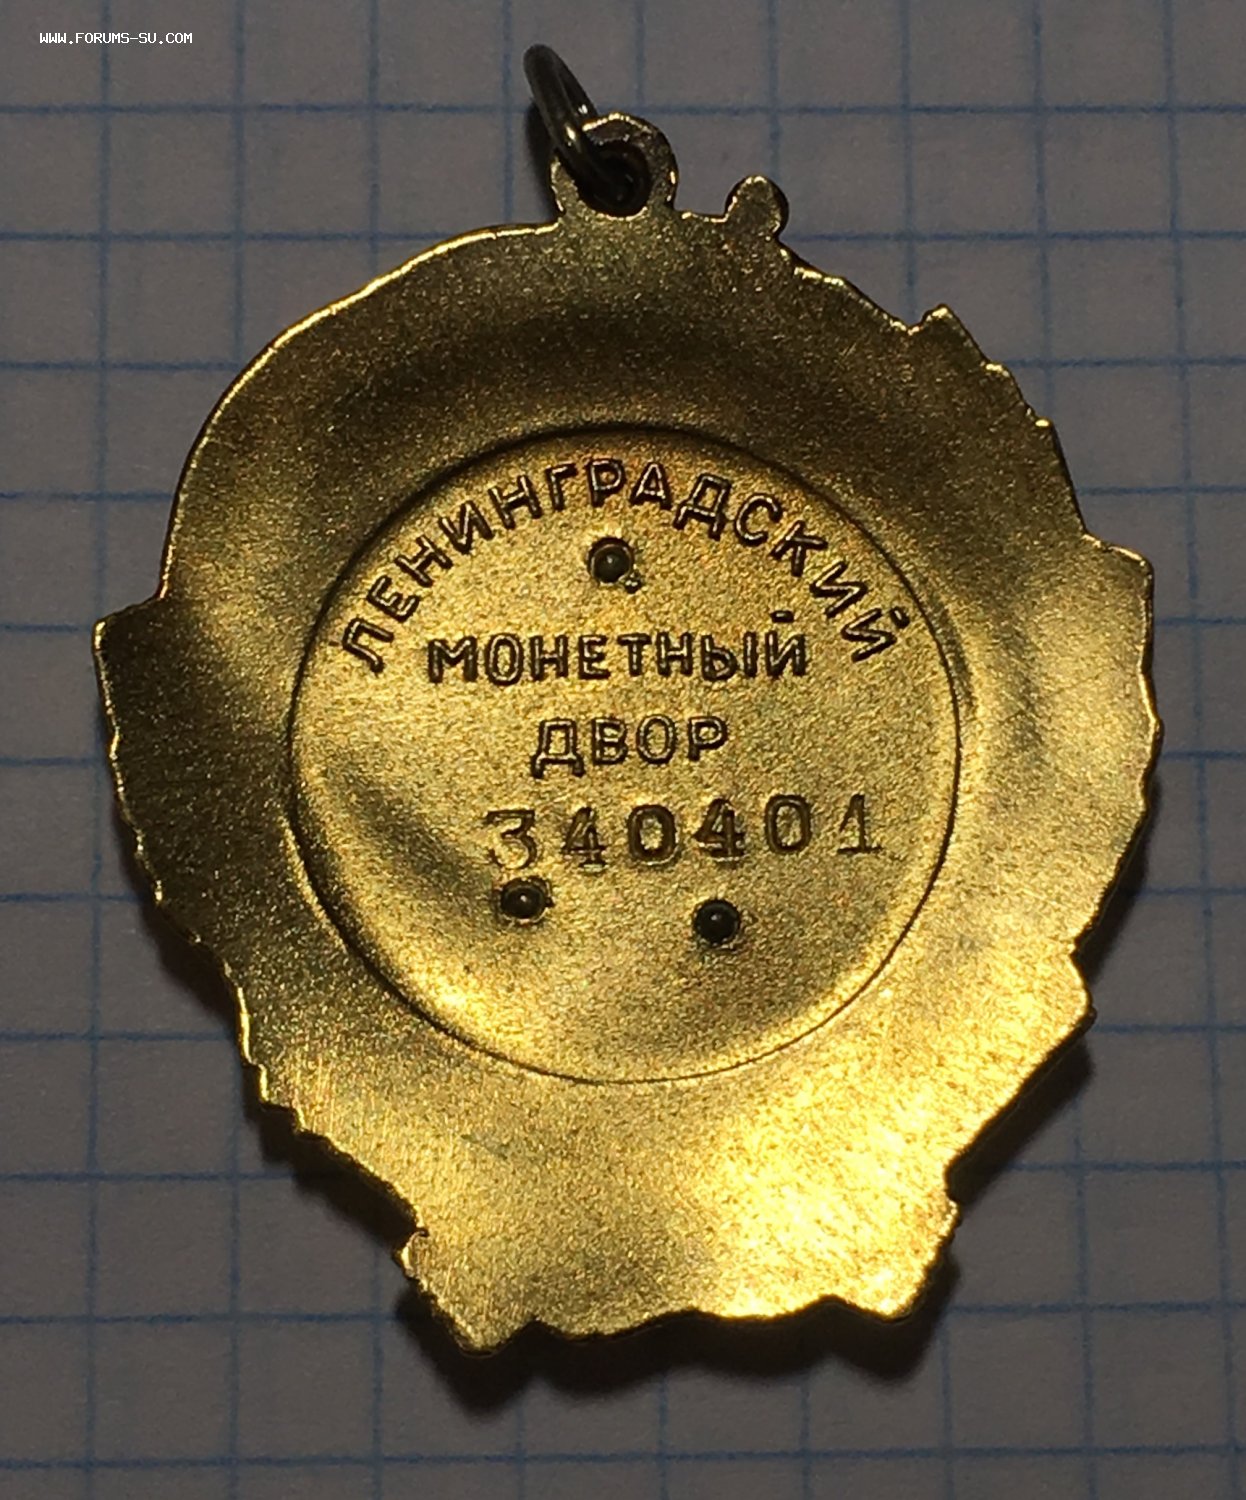 WWW.FORUMS-SU.COM
ЛЕНИНГРАДСКИЙ
МОНЕТНЫЙ
ДВОР
340401